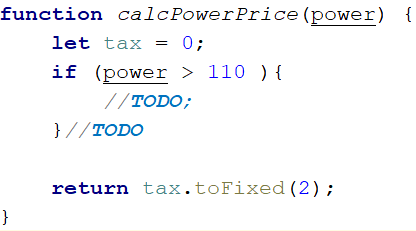 function calcPowerPrice(power) {
    let tax = 0;
    if (power > 110 ){
        //TODO;
    }//TODO

    return tax.toFixed(2);
}